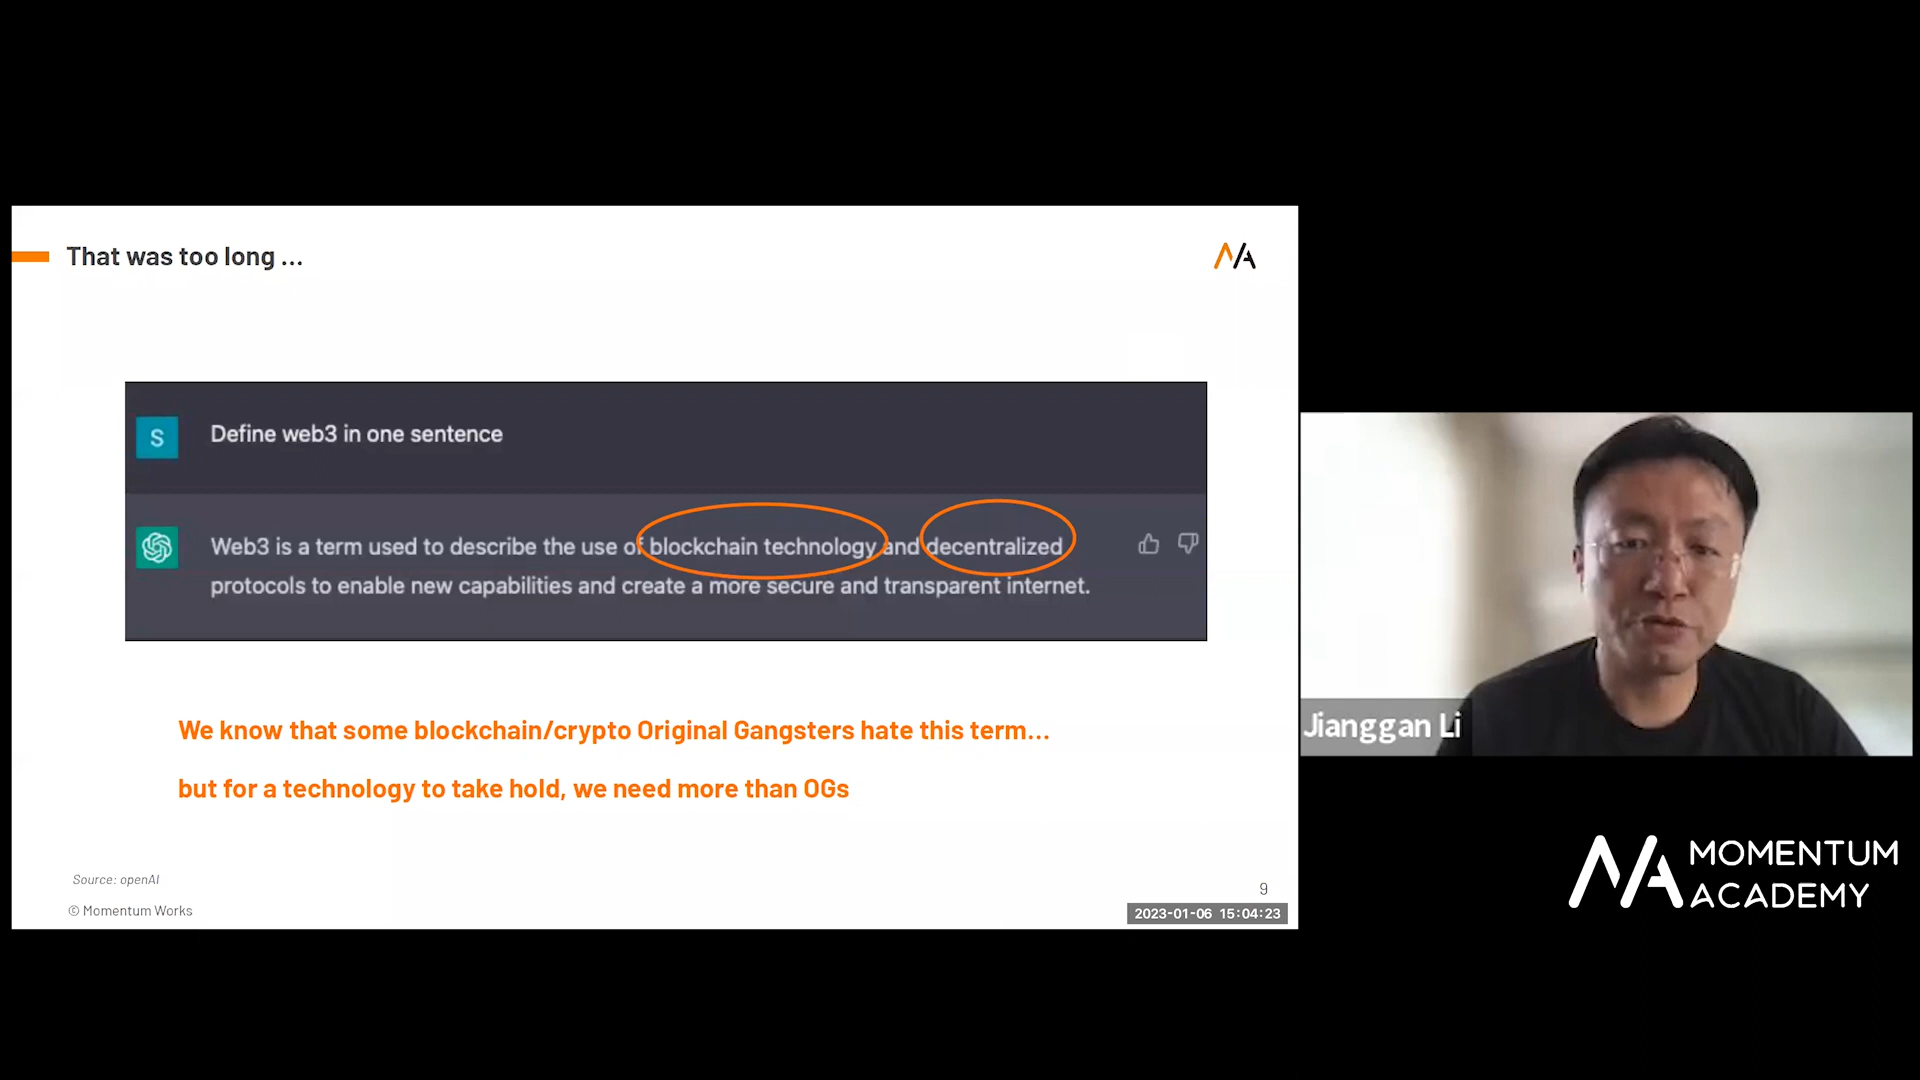 That was too long ...
S
Define web3 in one sentence
Web3 is a term used to describe the use of blockchain technology and decentralized
protocols to enable new capabilities and create a more secure and transparent internet.
We know that some blockchain/crypto Original Gangsters hate this term...
but for a technology to take hold, we need more than OGs
Source: openAI
© Momentum Works
9
2023-01-06 15:04:23
Jianggan Li
MOMENTUM
ACADEMY